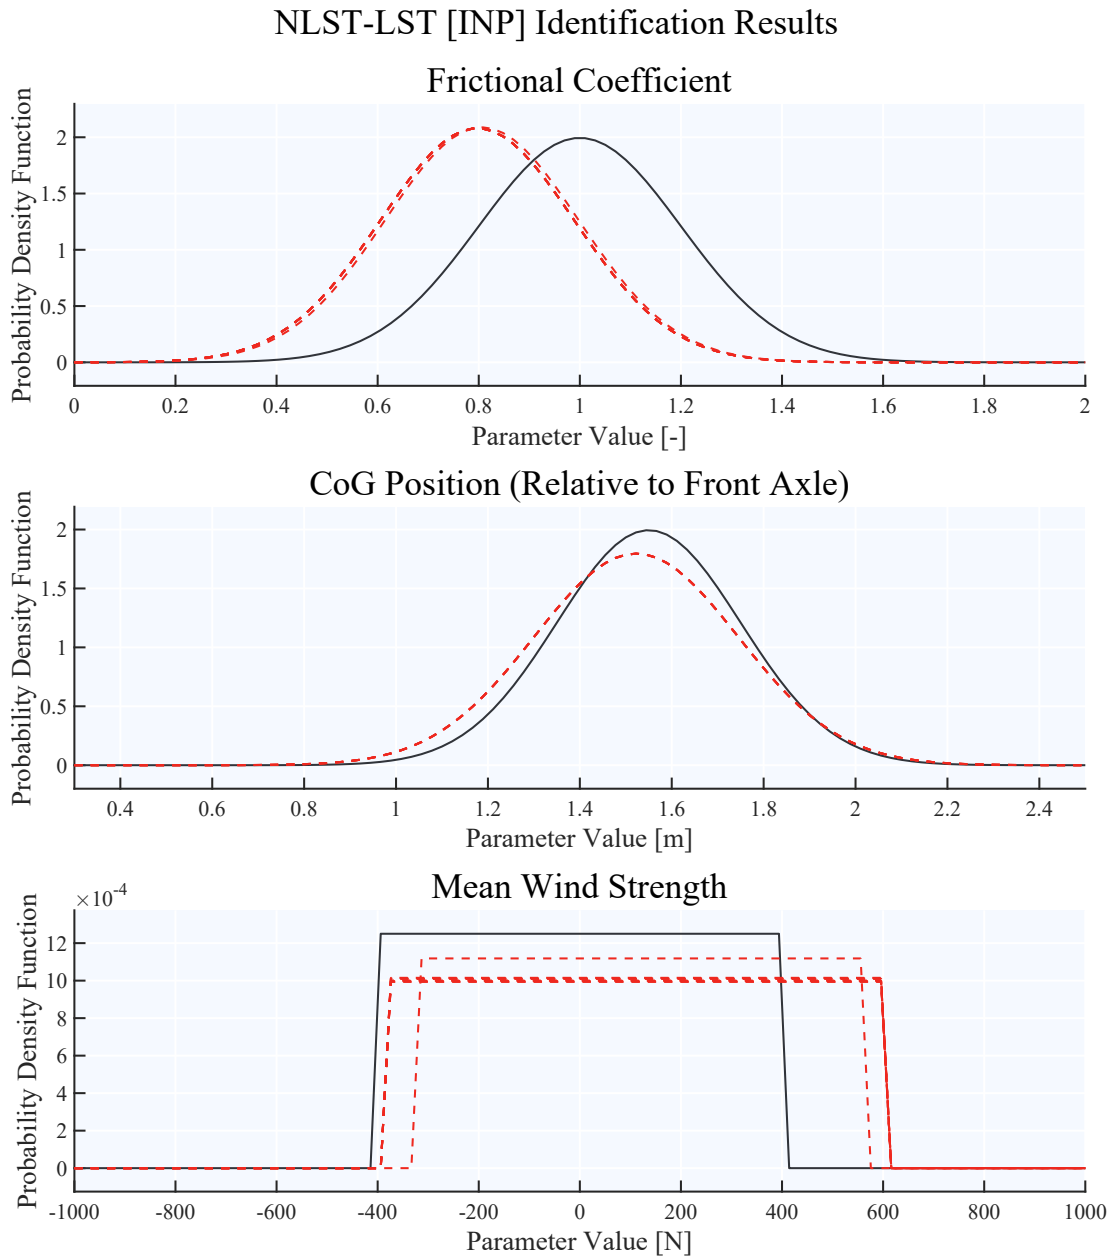 NLST-LST [INP] Identification Results
Frictional Coefficient
Probability Density Function
2
1.5
1
0.5
0
0 0.2 0.4 0.6 0.8 1 1.2 1.4 1.6 1.8 2
Parameter Value [-]
CoG Position (Relative to Front Axle)
Probability Density Function
2
1.5
1
0.5
0
0.4 0.6 0.8 1 1.2 1.4 1.6 1.8 2 2.2 2.4
Parameter Value [m]
Mean Wind Strength
×10-4
Probability Density Function
12
10
8
6
4
2
0
-1000 -800 -600 -400 -200 0 200 400 600 800 1000
Parameter Value [N]